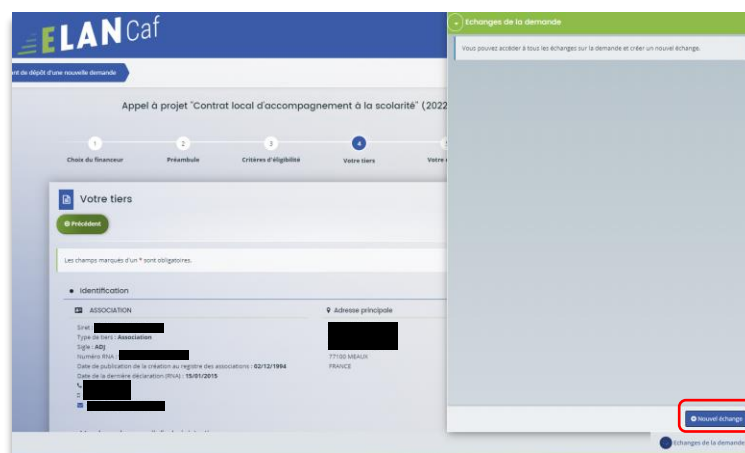 ELAN Caf
Echanges de la demande
Vous pouvez accéder à tous les échanges sur la demande et créer un nouvel échange.
nt de dépôt d'une nouvelle demande
Appel à projet "Contrat local d'accompagnement à la scolarité" (2022
1
2
3
4
Choix du financeur
Préambule
Critères d'éligibilité
Votre tiers
Votre
Votre tiers
Précédent
Les champs marqués d'un * sont obligatoires.
Identification
ASSOCIATION
Adresse principale
Siret :
Type de tiers : Association
Sigle : ADJ
Numéro RNA :
77100 MEAUX
Date de publication de la création au registre des associations : 02/12/1994
FRANCE
Date de la dernière déclaration (RNA) : 15/01/2015
Nouvel échange
Echanges de la demande